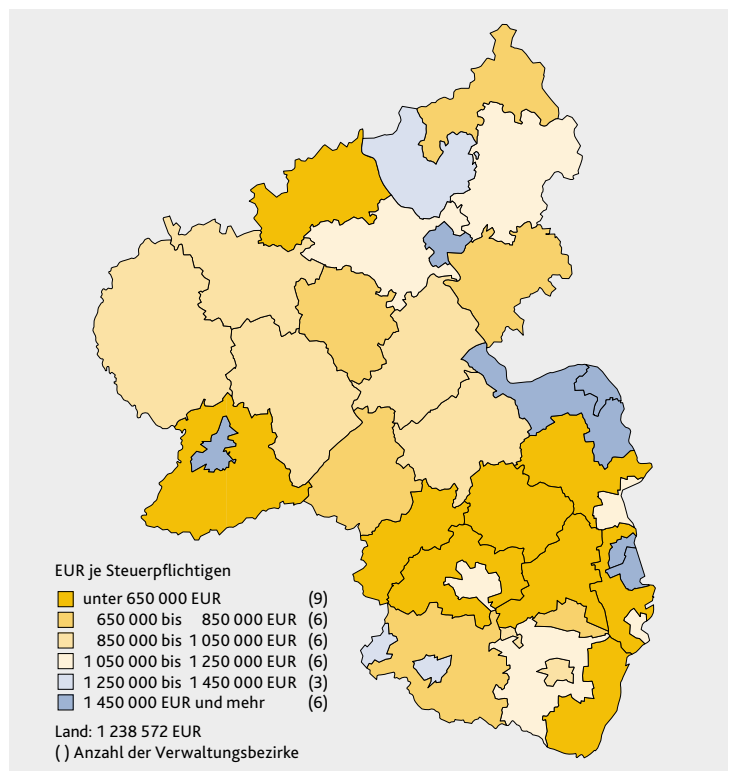 EUR je Steuerpflichtigen
unter 650 000 EUR (9)
650 000 bis 850 000 EUR (6)
850 000 bis 1 050 000 EUR (6)
1 050 000 bis 1 250 000 EUR (6)
1 250 000 bis 1 450 000 EUR (3)
1 450 000 EUR und mehr (6)
Land: 1 238 572 EUR
( ) Anzahl der Verwaltungsbezirke